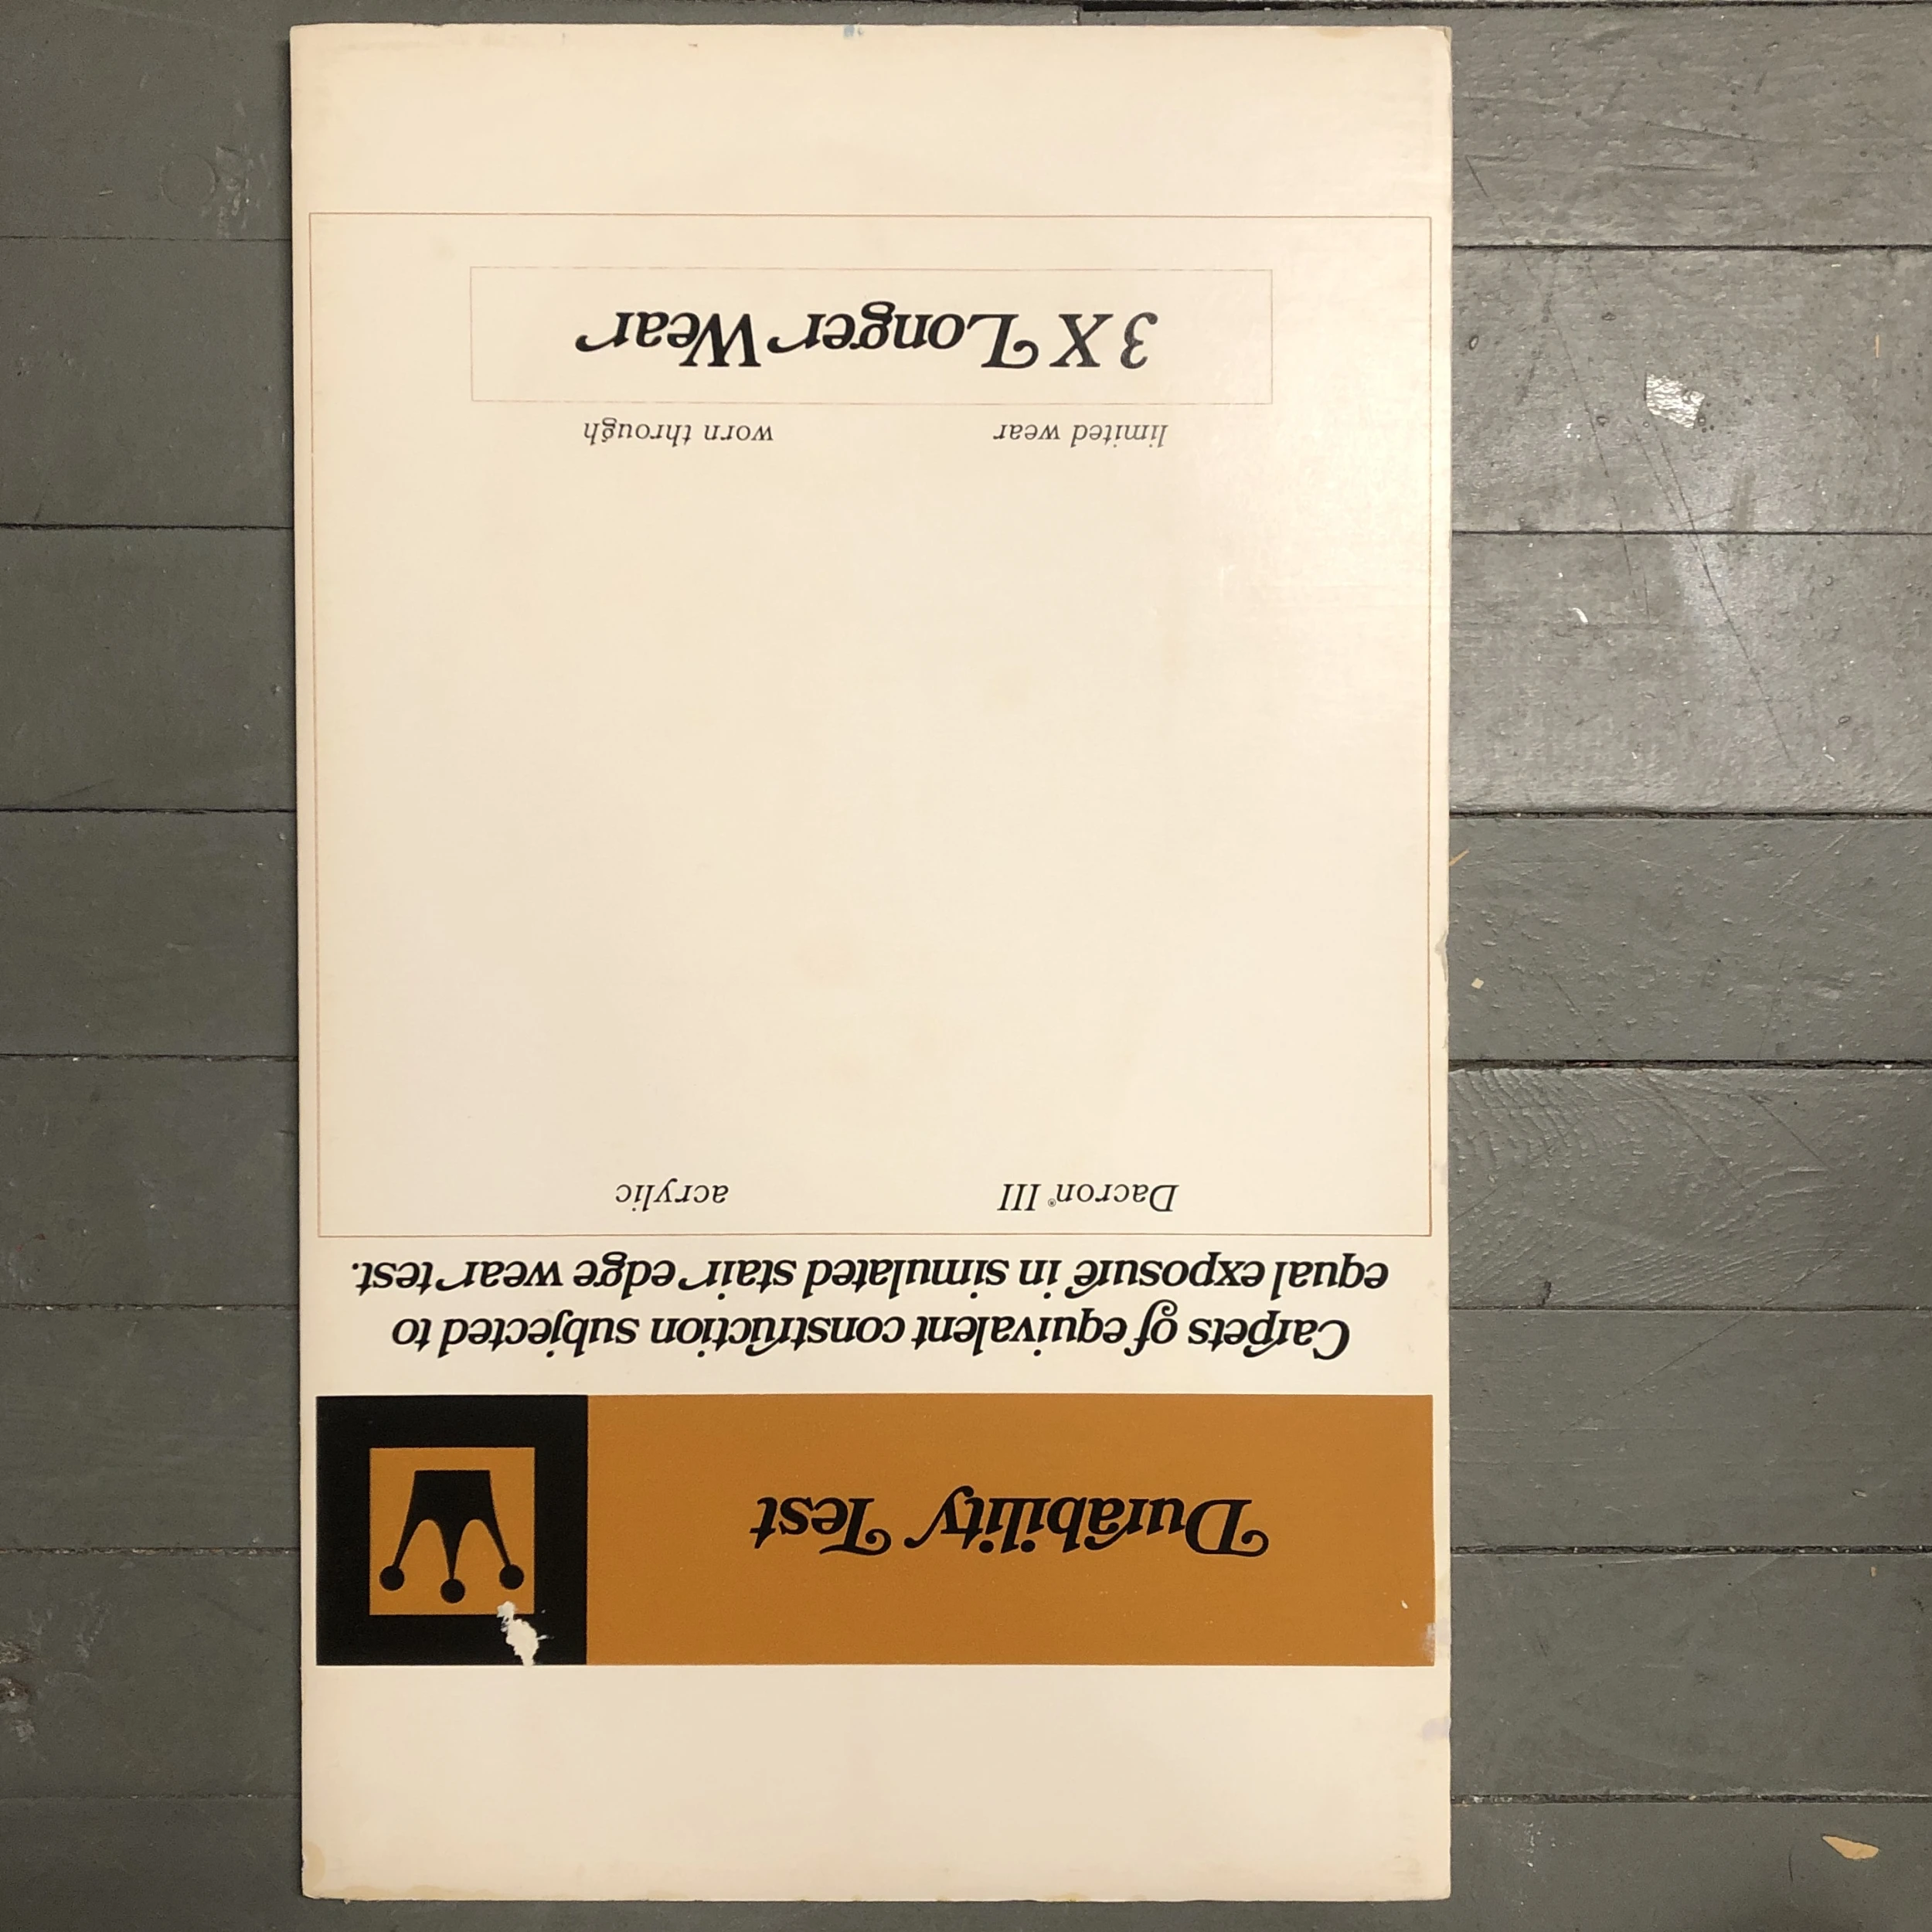 Durability Test
Carpets of equivalent construction subjected to
equal exposure in simulated stair edge wear test.
Dacron® III acrylic
limited wear worn through
3 X Longer Wear